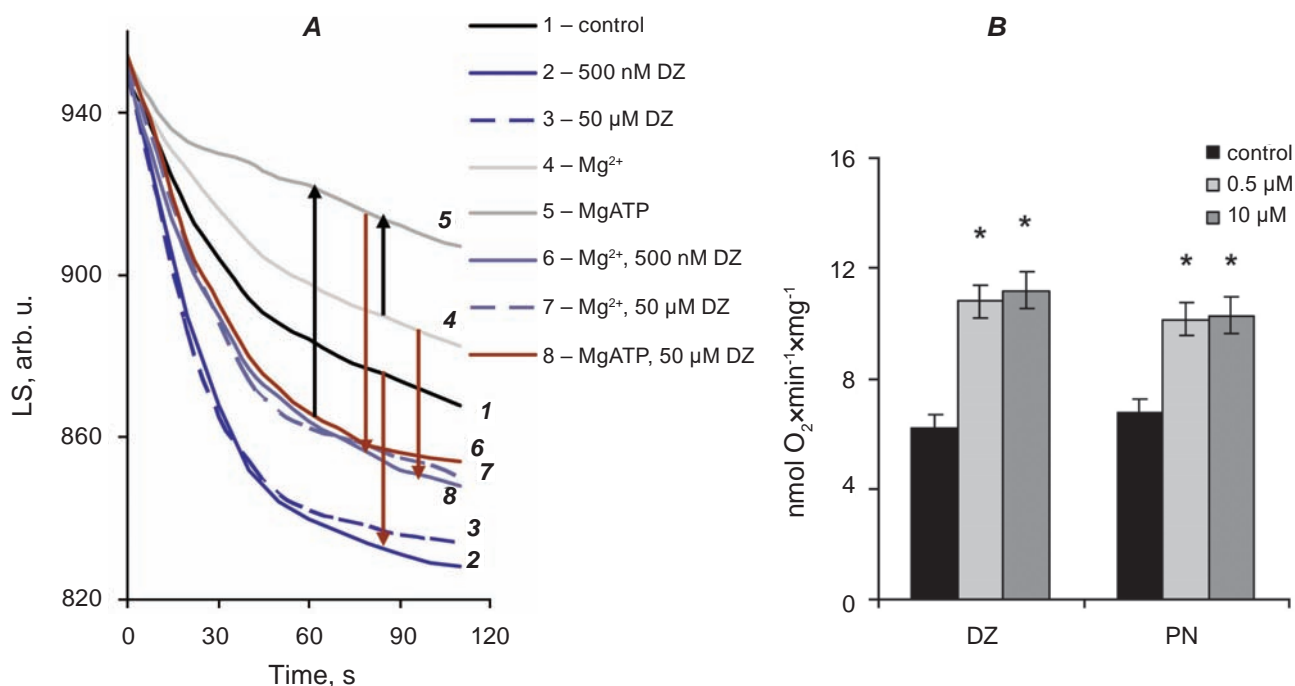 A
1 – control
2 – 500 nM DZ
3 – 50 µM DZ
4 – Mg²⁺
5 – MgATP
6 – Mg²⁺, 500 nM DZ
7 – Mg²⁺, 50 µM DZ
8 – MgATP, 50 µM DZ
LS, arb. u.
940
900
860
820
5
4
1
6
7
8
3
2
0 30 60 90 120
Time, s
B
control
0.5 µM
10 µM
nmol O₂×min⁻¹×mg⁻¹
16
12
8
4
0
* * * *
DZ PN